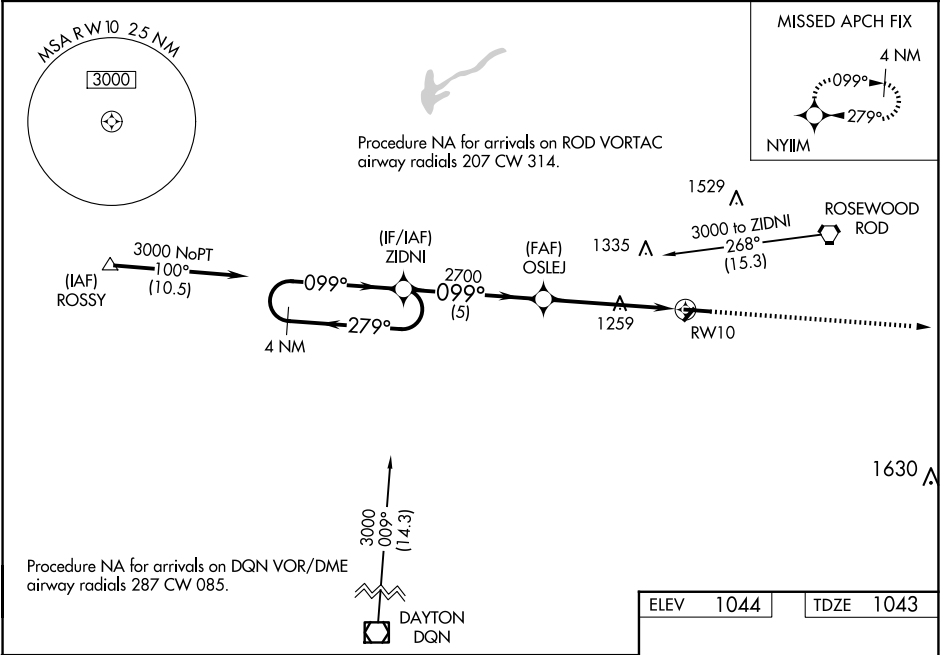 MSA RW10 25 NM
3000
MISSED APCH FIX
4 NM
099°
279°
NYIIM
Procedure NA for arrivals on ROD VORTAC
airway radials 207 CW 314.
1529
ROSEWOOD
ROD
3000 to ZIDNI
268°
(15.3)
1335
(IF/IAF)
ZIDNI
(FAF)
OSLEJ
3000 NoPT
100°
(10.5)
(IAF)
ROSSY
099°
279°
4 NM
2700
099°
(5)
1259
RW10
1630
3000
009°
(14.3)
Procedure NA for arrivals on DQN VOR/DME
airway radials 287 CW 085.
DAYTON
DQN
ELEV 1044
TDZE 1043